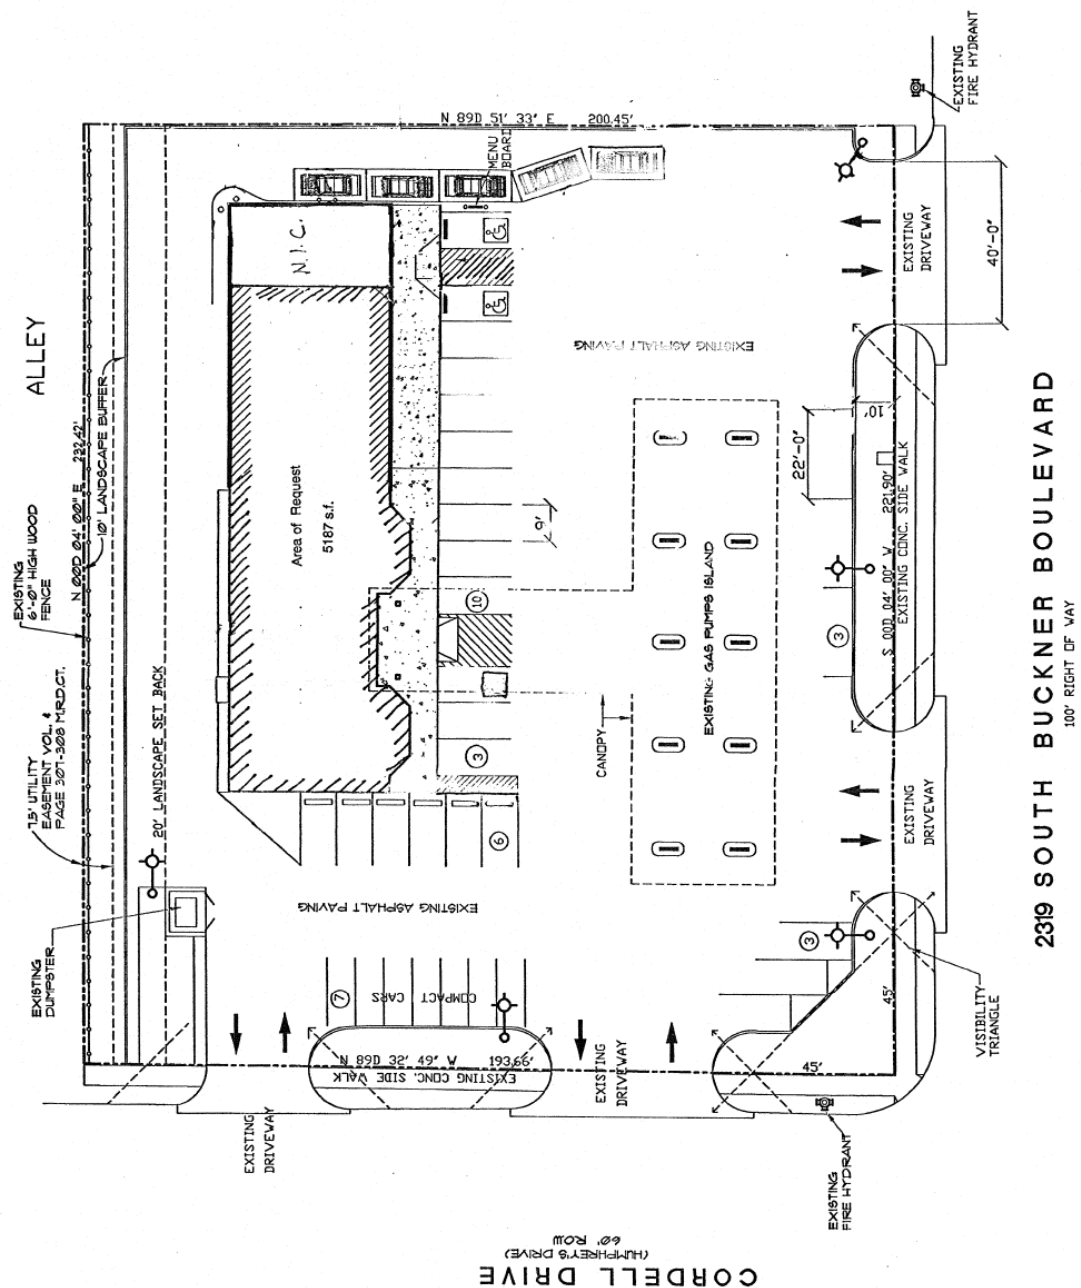 ALLEY
EXISTING
6'-0" HIGH WOOD
FENCE
N 00D 04' 00" E 232.42'
10' LANDSCAPE BUFFER
7.5' UTILITY
EASEMENT VOL. &
PAGE 307-308 M.R.D.CT.
20' LANDSCAPE SET BACK
EXISTING
DUMPSTER
N 89D 51' 33" E 200.45'
MENU
BOARD
N.I.C.
Area of Request
5187 s.f.
EXISTING ASPHALT PAVING
9'
10
3
6
CANOPY
EXISTING GAS PUMPS ISLAND
EXISTING ASPHALT PAVING
7
COMPACT CARS
N 89D 32' 49" W 193.66'
EXISTING CONC. SIDE WALK
EXISTING
DRIVEWAY
EXISTING
DRIVEWAY
EXISTING
FIRE HYDRANT
45'
45'
VISIBILITY
TRIANGLE
3
3
22'-0"
10'
S 00D 04' 00" W 221.90'
EXISTING CONC. SIDE WALK
EXISTING
DRIVEWAY
EXISTING
DRIVEWAY
40'-0"
EXISTING
FIRE HYDRANT
2319 SOUTH BUCKNER BOULEVARD
100' RIGHT OF WAY
CORDELL DRIVE
(HUMPHREY'S DRIVE)
60' ROW